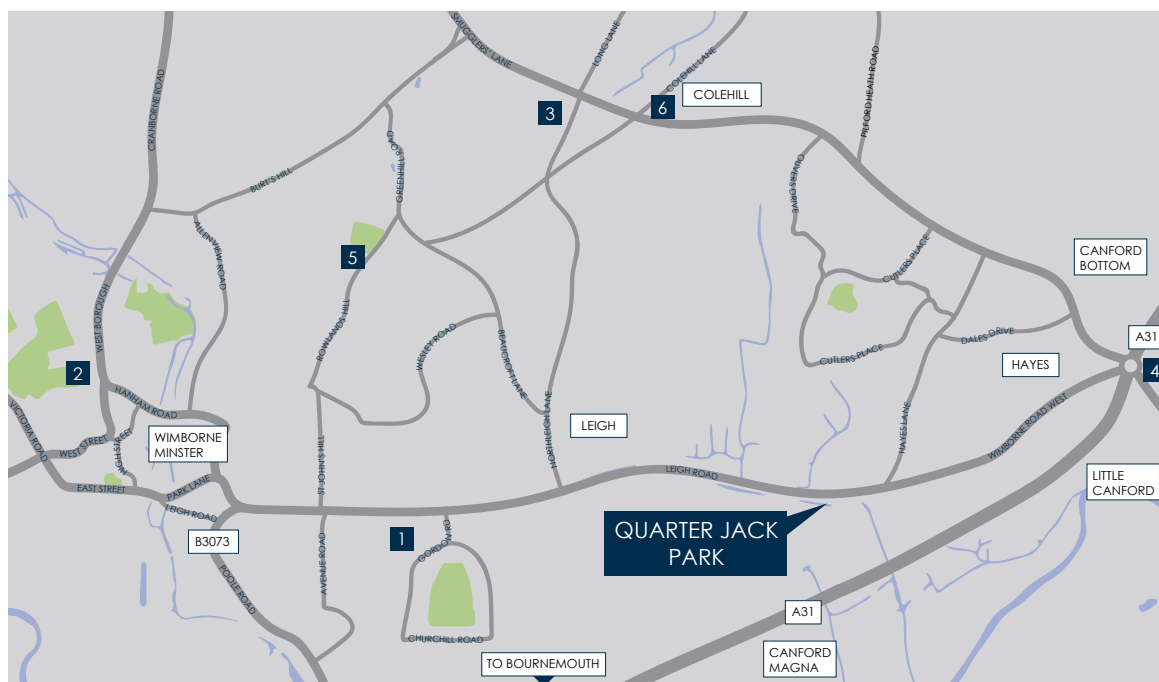 SMUGGLERS' LANE
LONG LANE
COLEHILL LANE
CRANBORNE ROAD
3
6
COLEHILL
PILFORD HEATH ROAD
GREENHILL ROAD
BURT'S HILL
OLIVERS DRIVE
ALLENVIEW ROAD
5
CUTLERS PLACE
CANFORD
BOTTOM
WEST BOROUGH
ROWLANDS HILL
WESLEY ROAD
BEAUCROFT LANE
DALES DRIVE
A31
CUTLERS PLACE
HAYES
4
2
HANHAM ROAD
VICTORIA ROAD
WEST STREET
HIGH STREET
WIMBORNE
MINSTER
NORTHLEIGH LANE
LEIGH
HAYES LANE
WIMBORNE ROAD WEST
ST JOHN'S HILL
LEIGH ROAD
EAST STREET
PARK LANE
LEIGH ROAD
LITTLE
CANFORD
B3073
1
GORDON RD
QUARTER JACK
PARK
POOLE ROAD
AVENUE ROAD
A31
CHURCHILL ROAD
TO BOURNEMOUTH
CANFORD
MAGNA